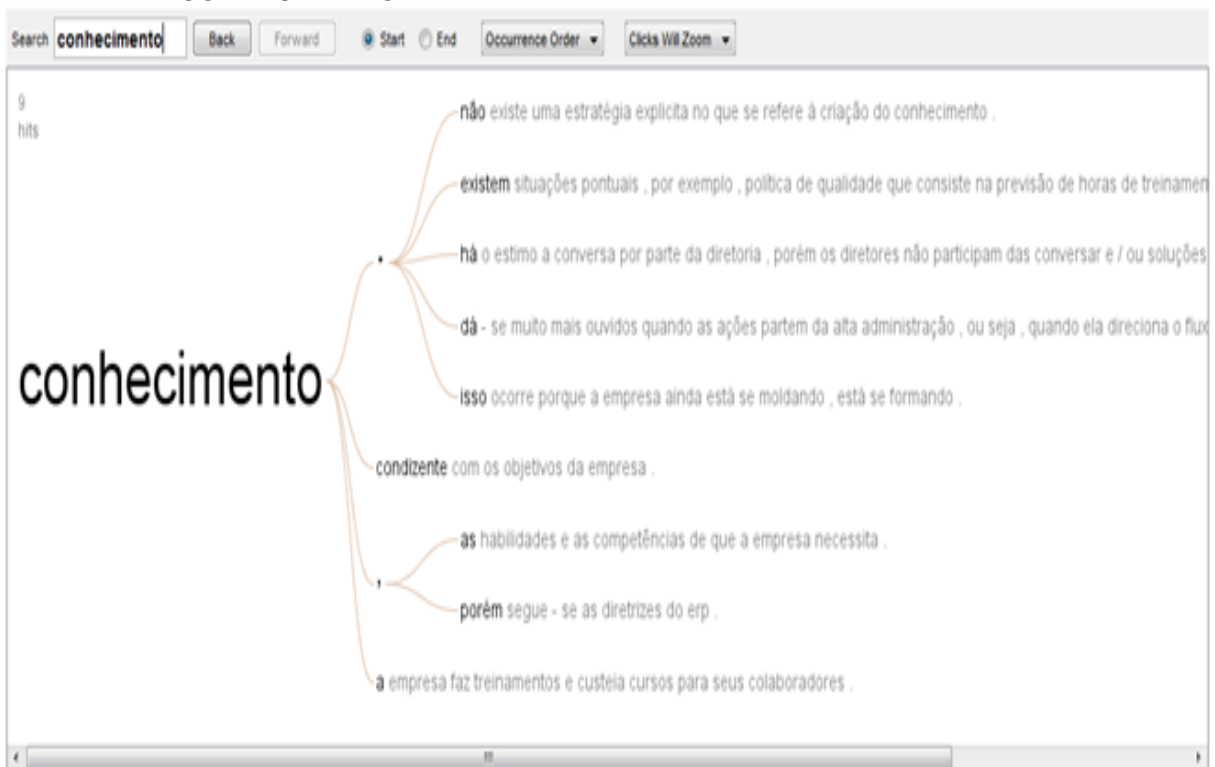 Search conhecimento Back Forward Start End Occurrence Order Clicks Will Zoom
9
hits
não existe uma estratégia explicita no que se refere à criação do conhecimento .
existem situações pontuais , por exemplo , política de qualidade que consiste na previsão de horas de treinamen
.
há o estimo a conversa por parte da diretoria , porém os diretores não participam das conversar e / ou soluções
dá - se muito mais ouvidos quando as ações partem da alta administração , ou seja , quando ela direciona o flux
conhecimento
isso ocorre porque a empresa ainda está se moldando , está se formando .
condizente com os objetivos da empresa .
as habilidades e as competências de que a empresa necessita .
,
porém segue - se as diretrizes do erp .
a empresa faz treinamentos e custeia cursos para seus colaboradores .